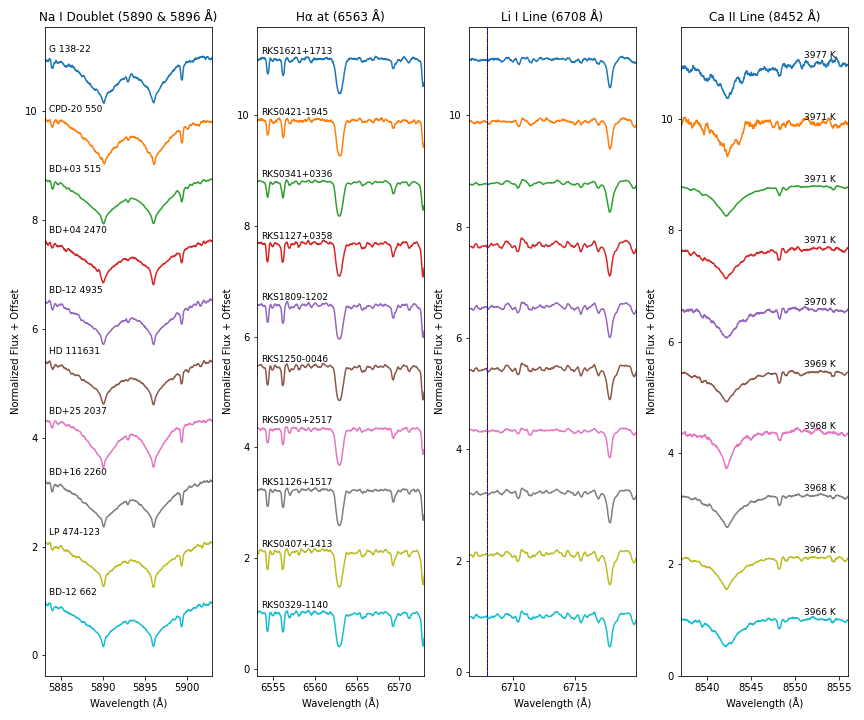 Na I Doublet (5890 & 5896 Å)
Hα at (6563 Å)
Li I Line (6708 Å)
Ca II Line (8452 Å)
G 138-22
CPD-20 550
BD+03 515
BD+04 2470
BD-12 4935
HD 111631
BD+25 2037
BD+16 2260
LP 474-123
BD-12 662
RKS1621+1713
RKS0421-1945
RKS0341+0336
RKS1127+0358
RKS1809-1202
RKS1250-0046
RKS0905+2517
RKS1126+1517
RKS0407+1413
RKS0329-1140
3977 K
3971 K
3971 K
3971 K
3970 K
3969 K
3968 K
3968 K
3967 K
3966 K
Normalized Flux + Offset
10
8
6
4
2
0
5885 5890 5895 5900
Wavelength (Å)
Normalized Flux + Offset
10
8
6
4
2
0
6555 6560 6565 6570
Wavelength (Å)
Normalized Flux + Offset
10
8
6
4
2
0
6710 6715
Wavelength (Å)
Normalized Flux + Offset
10
8
6
4
2
0
8540 8545 8550 8555
Wavelength (Å)